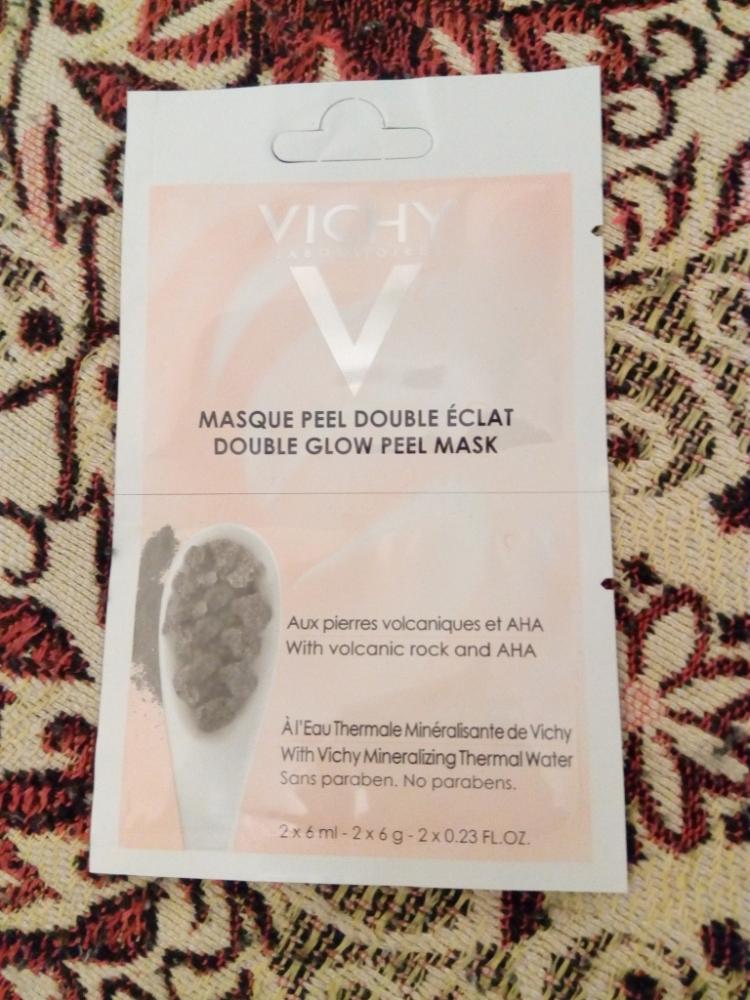 VICHY
LABORATOIRES
MASQUE PEEL DOUBLE ÉCLAT
DOUBLE GLOW PEEL MASK
Aux pierres volcaniques et AHA
With volcanic rock and AHA
À l'Eau Thermale Minéralisante de Vichy
With Vichy Mineralizing Thermal Water
Sans paraben. No parabens.
2 x 6 ml - 2 x 6 g - 2 x 0.23 FL.OZ.